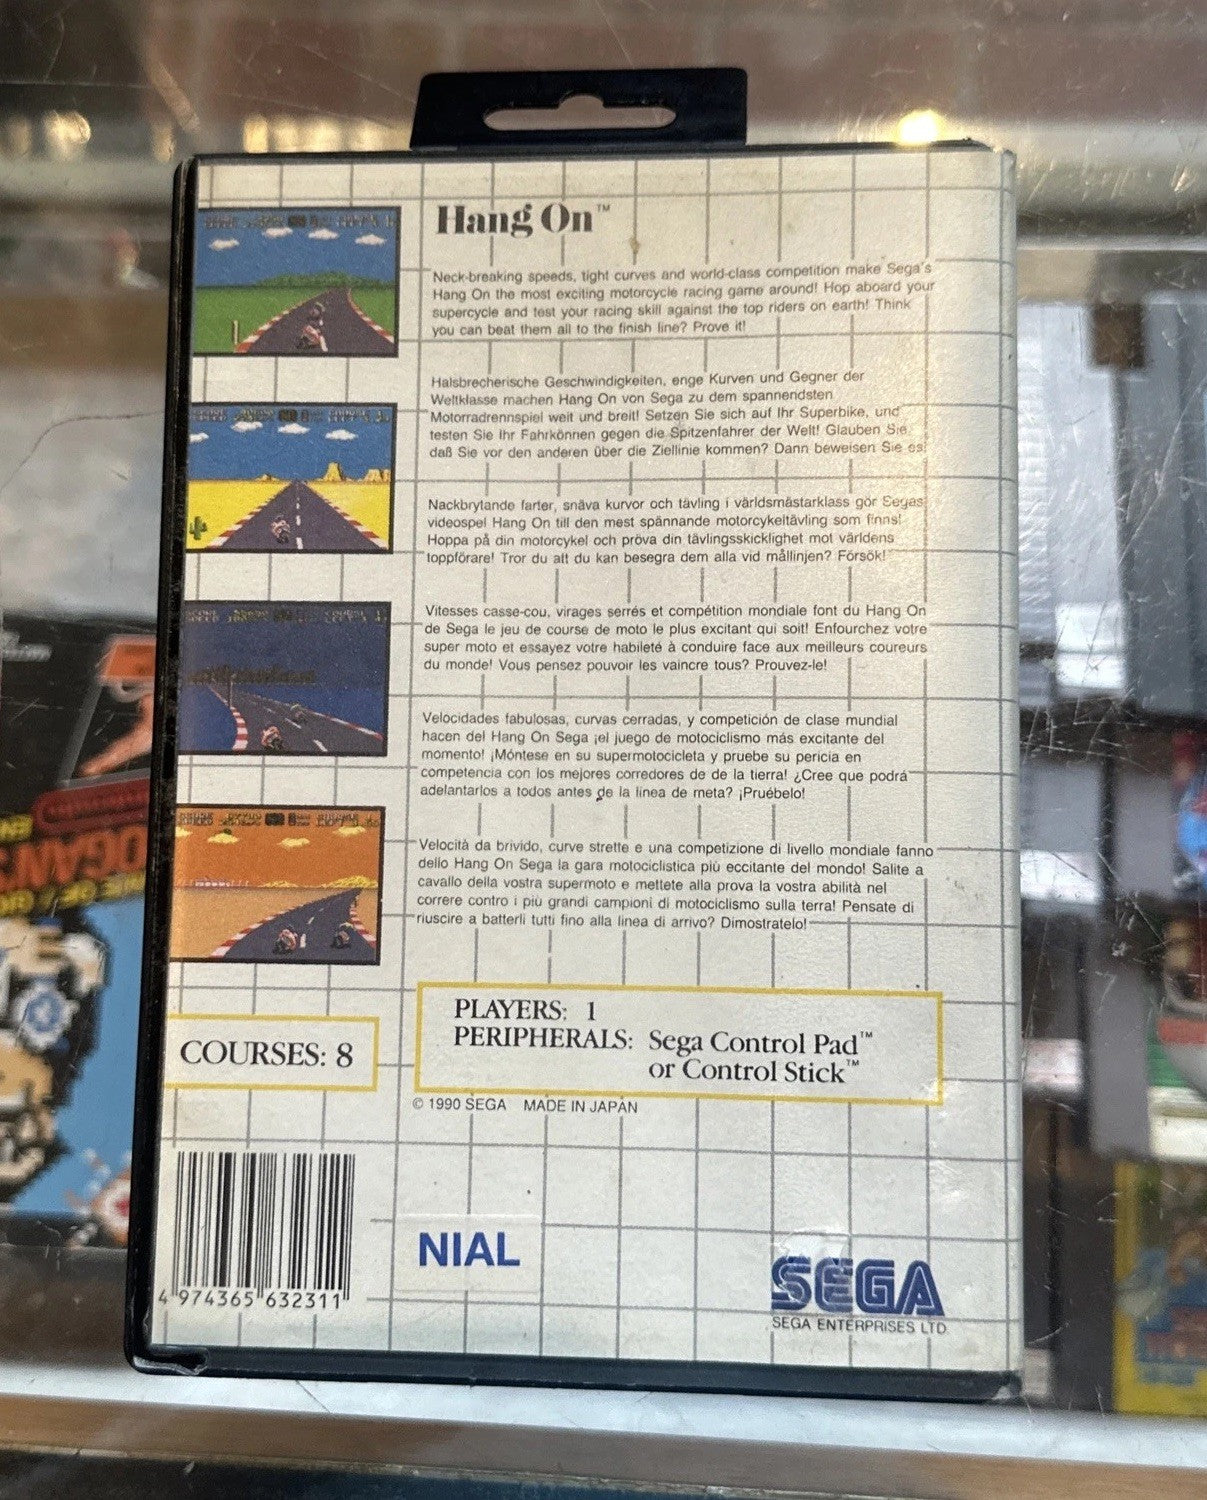 Hang On™
Neck-breaking speeds, tight curves and world-class competition make Sega's
Hang On the most exciting motorcycle racing game around! Hop aboard your
supercycle and test your racing skill against the top riders on earth! Think
you can beat them all to the finish line? Prove it!
Halsbrecherische Geschwindigkeiten, enge Kurven und Gegner der
Weltklasse machen Hang On von Sega zu dem spannendsten
Motorradrennspiel weit und breit! Setzen Sie sich auf Ihr Superbike, und
testen Sie Ihr Fahrkönnen gegen die Spitzenfahrer der Welt! Glauben Sie,
daß Sie vor den anderen über die Ziellinie kommen? Dann beweisen Sie es!
Nackbrytande farter, snäva kurvor och tävling i världsmästarklass gör Segas
videospel Hang On till den mest spännande motorcykeltävling som finns!
Hoppa på din motorcykel och pröva din tävlingsskicklighet mot världens
toppförare! Tror du att du kan besegra dem alla vid mållinjen? Försök!
Vitesses casse-cou, virages serrés et compétition mondiale font du Hang On
de Sega le jeu de course de moto le plus excitant qui soit! Enfourchez votre
super moto et essayez votre habileté à conduire face aux meilleurs coureurs
du monde! Vous pensez pouvoir les vaincre tous? Prouvez-le!
Velocidades fabulosas, curvas cerradas, y competición de clase mundial
hacen del Hang On Sega ¡el juego de motociclismo más excitante del
momento! ¡Móntese en su supermotocicleta y pruebe su pericia en
competencia con los mejores corredores de de la tierra! ¿Cree que podrá
adelantarlos a todos antes de la línea de meta? ¡Pruébelo!
Velocità da brivido, curve strette e una competizione di livello mondiale fanno
dello Hang On Sega la gara motociclistica più eccitante del mondo! Salite a
cavallo della vostra supermoto e mettete alla prova la vostra abilità nel
correre contro i più grandi campioni di motociclismo sulla terra! Pensate di
riuscire a batterli tutti fino alla linea di arrivo? Dimostratelo!
COURSES: 8
PLAYERS: 1
PERIPHERALS: Sega Control Pad™
or Control Stick™
© 1990 SEGA MADE IN JAPAN
4 974365 632311
NIAL
SEGA
SEGA ENTERPRISES LTD.